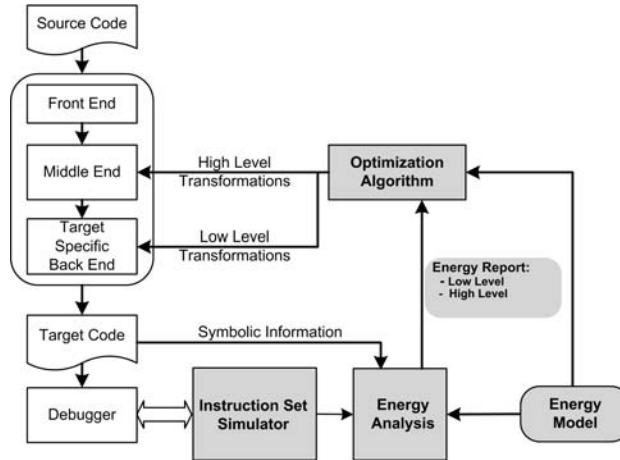 Source Code
Front End
Middle End
Target
Specific
Back End
High Level
Transformations
Low Level
Transformations
Optimization
Algorithm
Energy Report:
- Low Level
- High Level
Target Code
Symbolic Information
Debugger
Instruction Set
Simulator
Energy
Analysis
Energy
Model